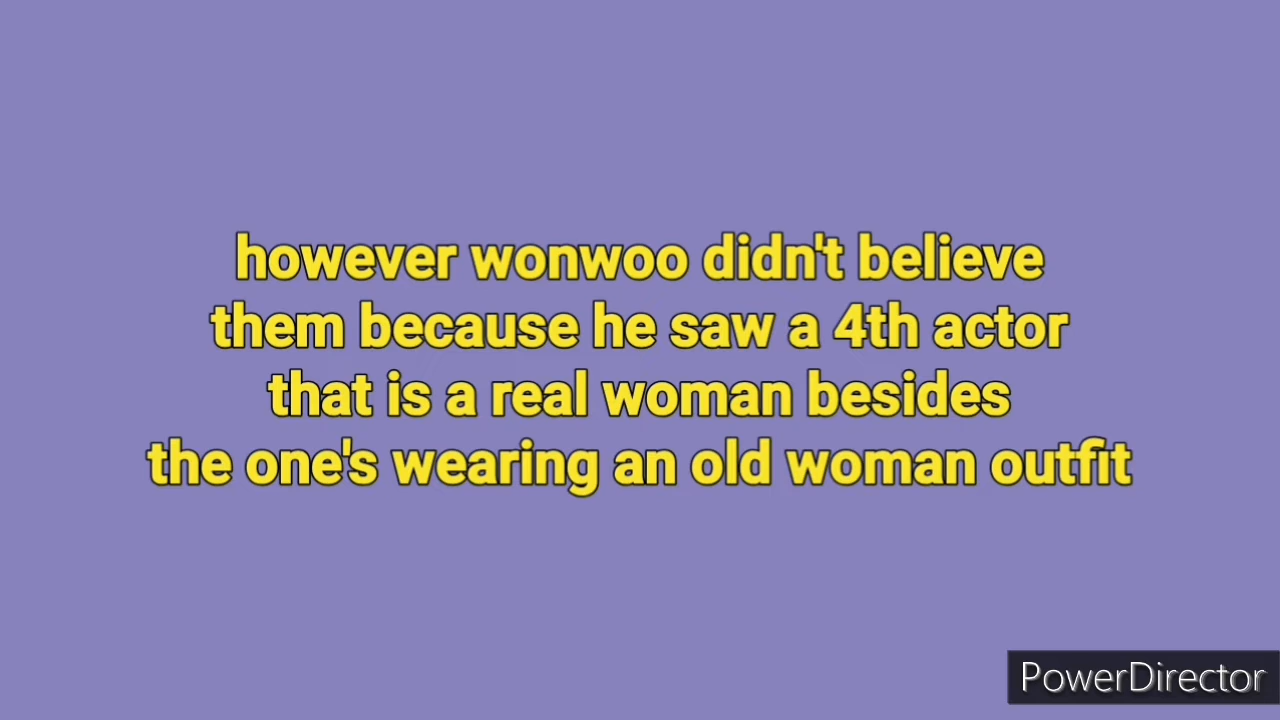 however wonwoo didn't believe
them because he saw a 4th actor
that is a real woman besides
the one's wearing an old woman outfit
PowerDirector